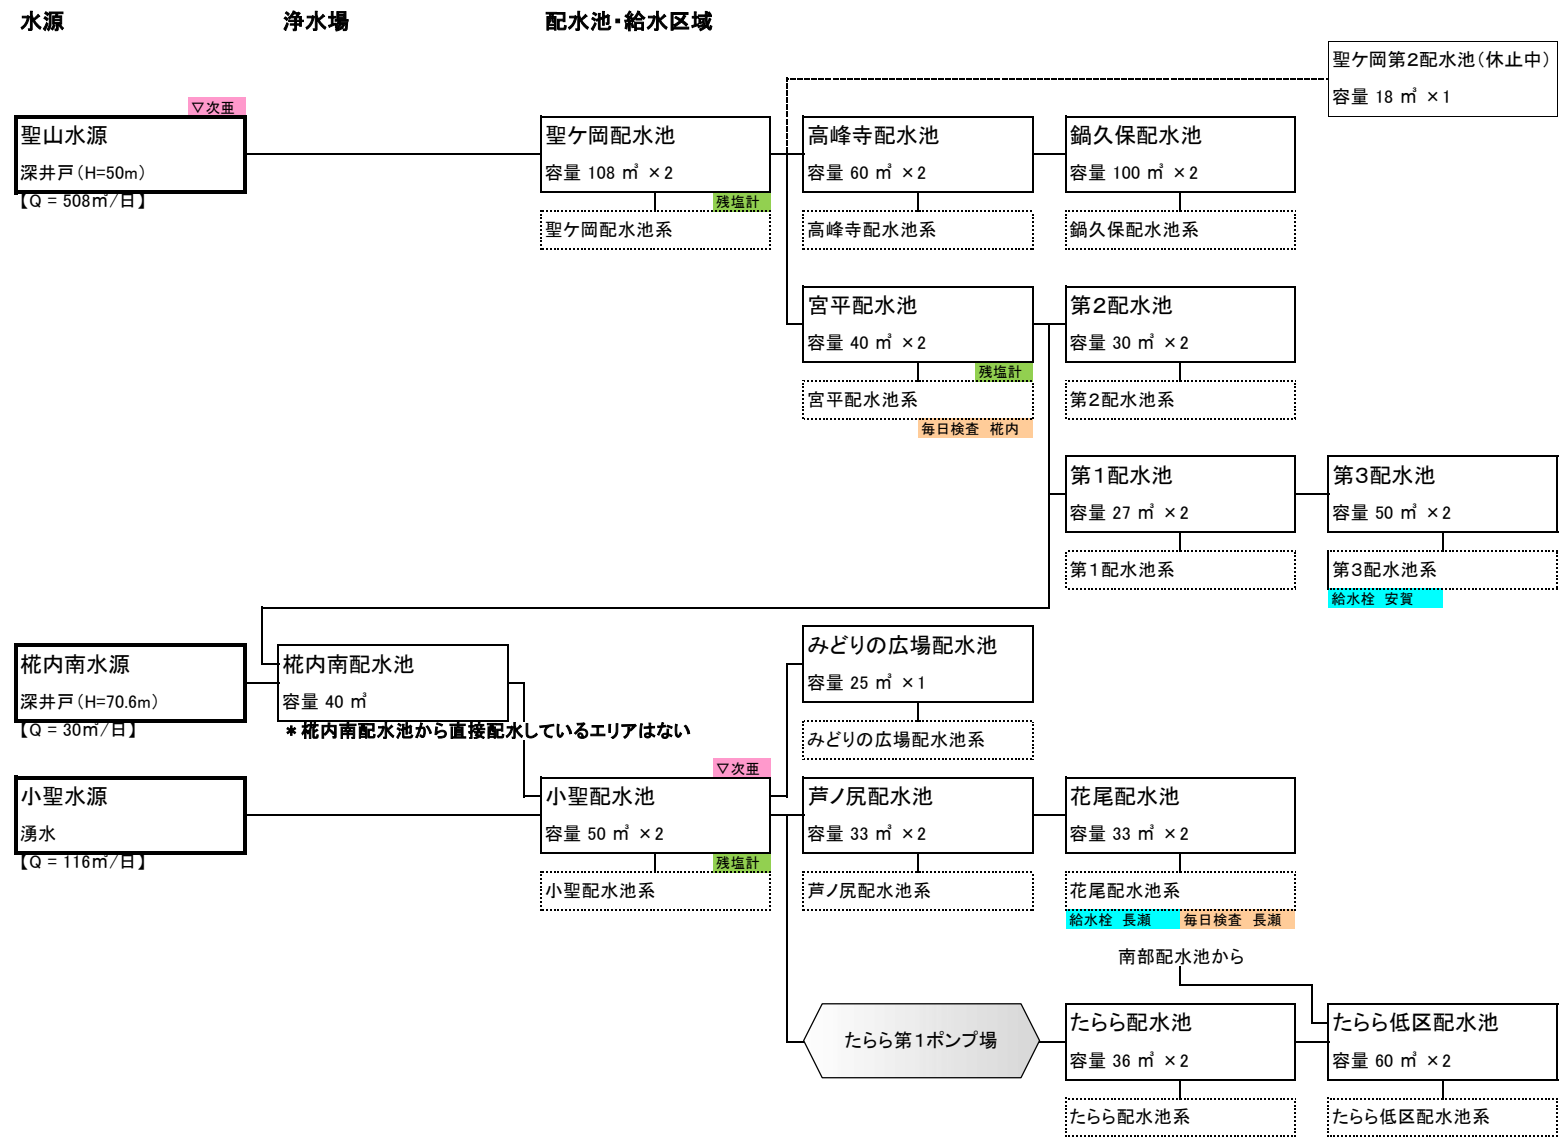 水源
浄水場
配水池・給水区域
聖ケ岡第2配水池(休止中)
容量 18 ㎥ ×1
▽次亜
聖山水源
深井戸(H=50m)
【Q = 508㎥/日】
聖ケ岡配水池
容量 108 ㎥ ×2
残塩計
聖ケ岡配水池系
高峰寺配水池
容量 60 ㎥ ×2
高峰寺配水池系
鍋久保配水池
容量 100 ㎥ ×2
鍋久保配水池系
宮平配水池
容量 40 ㎥ ×2
残塩計
宮平配水池系
毎日検査 椛内
第2配水池
容量 30 ㎥ ×2
第2配水池系
第1配水池
容量 27 ㎥ ×2
第1配水池系
第3配水池
容量 50 ㎥ ×2
第3配水池系
給水栓 安賀
椛内南水源
深井戸(H=70.6m)
【Q = 30㎥/日】
椛内南配水池
容量 40 ㎥
*椛内南配水池から直接配水しているエリアはない
みどりの広場配水池
容量 25 ㎥ ×1
みどりの広場配水池系
小聖水源
湧水
【Q = 116㎥/日】
▽次亜
小聖配水池
容量 50 ㎥ ×2
残塩計
小聖配水池系
芦ノ尻配水池
容量 33 ㎥ ×2
芦ノ尻配水池系
花尾配水池
容量 33 ㎥ ×2
花尾配水池系
給水栓 長瀬
毎日検査 長瀬
南部配水池から
たらら第1ポンプ場
たらら配水池
容量 36 ㎥ ×2
たらら配水池系
たらら低区配水池
容量 60 ㎥ ×2
たらら低区配水池系